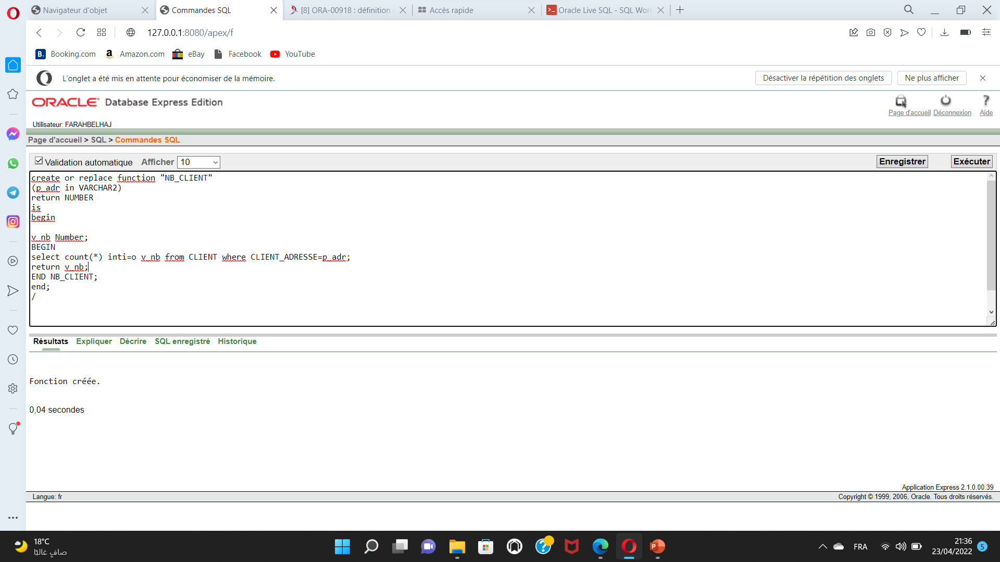 Navigateur d'objet
Commandes SQL
[8] ORA-00918 : définition
Accès rapide
Oracle Live SQL - SQL Work
127.0.0.1:8080/apex/f
Booking.com
Amazon.com
eBay
Facebook
YouTube
L'onglet a été mis en attente pour économiser de la mémoire.
Désactiver la répétition des onglets
Ne plus afficher
ORACLE Database Express Edition
Page d'accueil Déconnexion Aide
Utilisateur: FARAHBELHAJ
Page d'accueil > SQL > Commandes SQL
Validation automatique Afficher 10
Enregistrer
Exécuter
create or replace function "NB_CLIENT"
(p_adr in VARCHAR2)
return NUMBER
is
begin
v_nb Number;
BEGIN
select count(*) inti=o v_nb from CLIENT where CLIENT_ADRESSE=p_adr;
return v_nb;
END NB_CLIENT;
end;
/
Résultats Expliquer Décrire SQL enregistré Historique
Fonction créée.
0,04 secondes
Application Express 2.1.0.00.39
Langue: fr
Copyright © 1999, 2006, Oracle. Tous droits réservés.
18°C
صافٍ غالبًا
FRA
21:36
23/04/2022
5